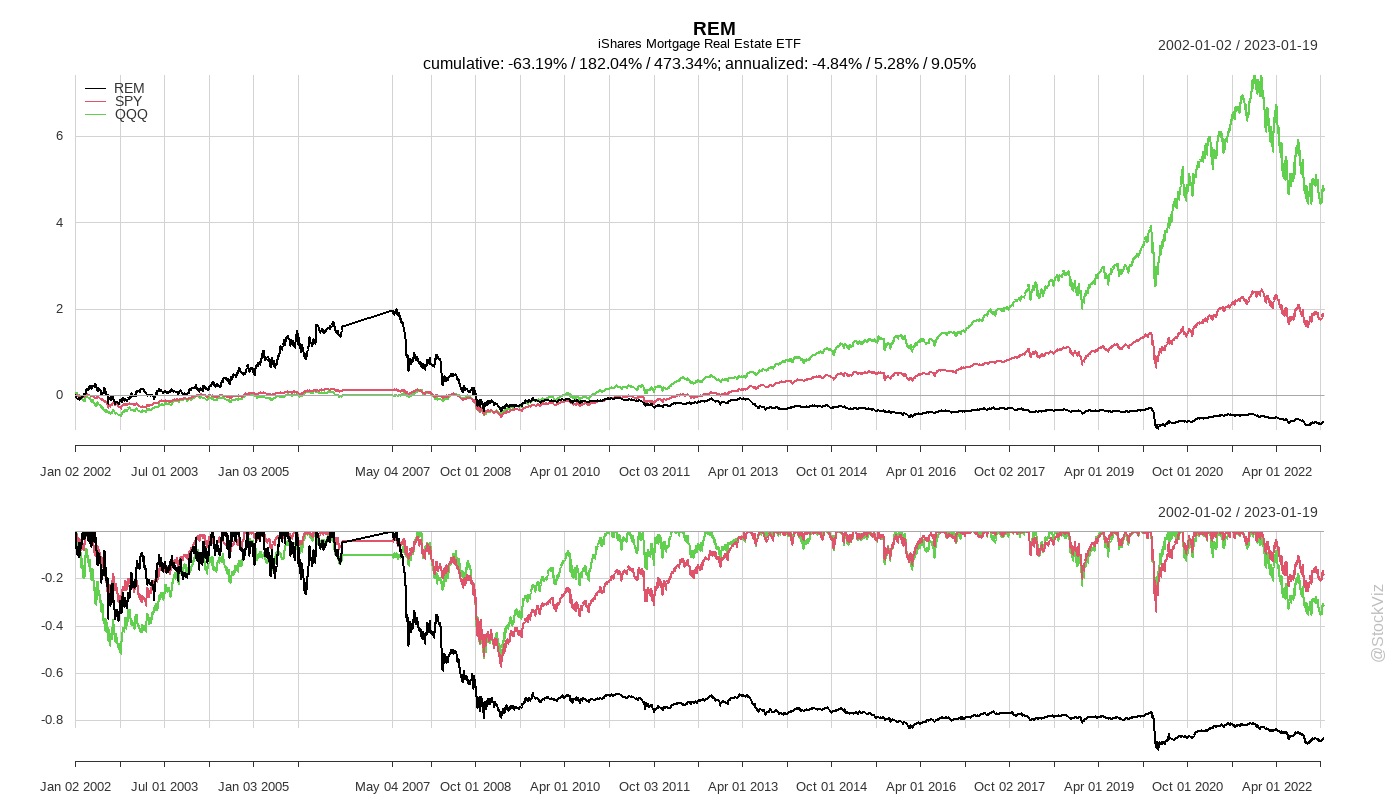 REM
iShares Mortgage Real Estate ETF
2002-01-02 / 2023-01-19
cumulative: -63.19% / 182.04% / 473.34%; annualized: -4.84% / 5.28% / 9.05%
REM
SPY
QQQ
6
4
2
0
Jan 02 2002 Jul 01 2003 Jan 03 2005 May 04 2007 Oct 01 2008 Apr 01 2010 Oct 03 2011 Apr 01 2013 Oct 01 2014 Apr 01 2016 Oct 02 2017 Apr 01 2019 Oct 01 2020 Apr 01 2022
2002-01-02 / 2023-01-19
-0.2
-0.4
-0.6
-0.8
Jan 02 2002 Jul 01 2003 Jan 03 2005 May 04 2007 Oct 01 2008 Apr 01 2010 Oct 03 2011 Apr 01 2013 Oct 01 2014 Apr 01 2016 Oct 02 2017 Apr 01 2019 Oct 01 2020 Apr 01 2022
@StockViz